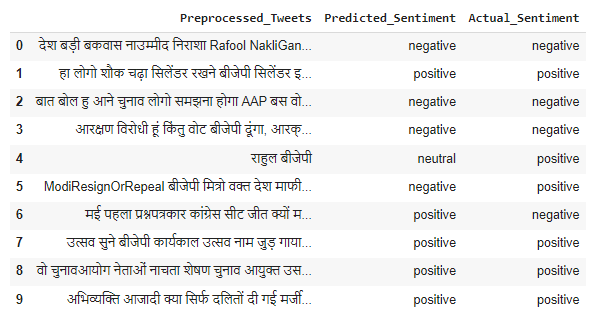 Preprocessed_Tweets Predicted_Sentiment Actual_Sentiment
0 देश बड़ी बकवास नाउम्मीद निराशा Rafool NakliGan... negative negative
1 हा लोगो शौक चढ़ा सिलेंडर रखने बीजेपी सिलेंडर इ... positive positive
2 बात बोल हु आने चुनाव लोगो समझना होगा AAP बस वो... negative negative
3 आरक्षण विरोधी हूं किंतु वोट बीजेपी दूंगा, आरक्... negative negative
4 राहुल बीजेपी neutral positive
5 ModiResignOrRepeal बीजेपी मित्रो वक्त देश माफी... negative positive
6 मई पहला प्रश्नपत्रकार कांग्रेस सीट जीत क्यों म... positive negative
7 उत्सव सुने बीजेपी कार्यकाल उत्सव नाम जुड़ गाया... positive positive
8 वो चुनावआयोग नेताओं नाचता शेषण चुनाव आयुक्त उस... positive positive
9 अभिव्यक्ति आजादी क्या सिर्फ दलितों दी गई मर्जी... positive positive